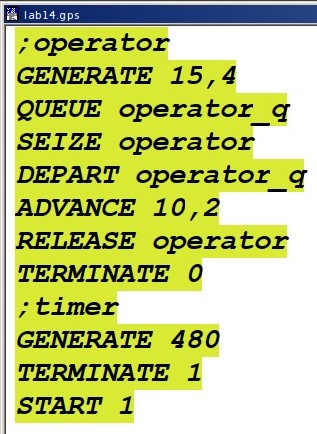 lab14.gps
;operator
GENERATE 15,4
QUEUE operator_q
SEIZE operator
DEPART operator_q
ADVANCE 10,2
RELEASE operator
TERMINATE 0
;timer
GENERATE 480
TERMINATE 1
START 1